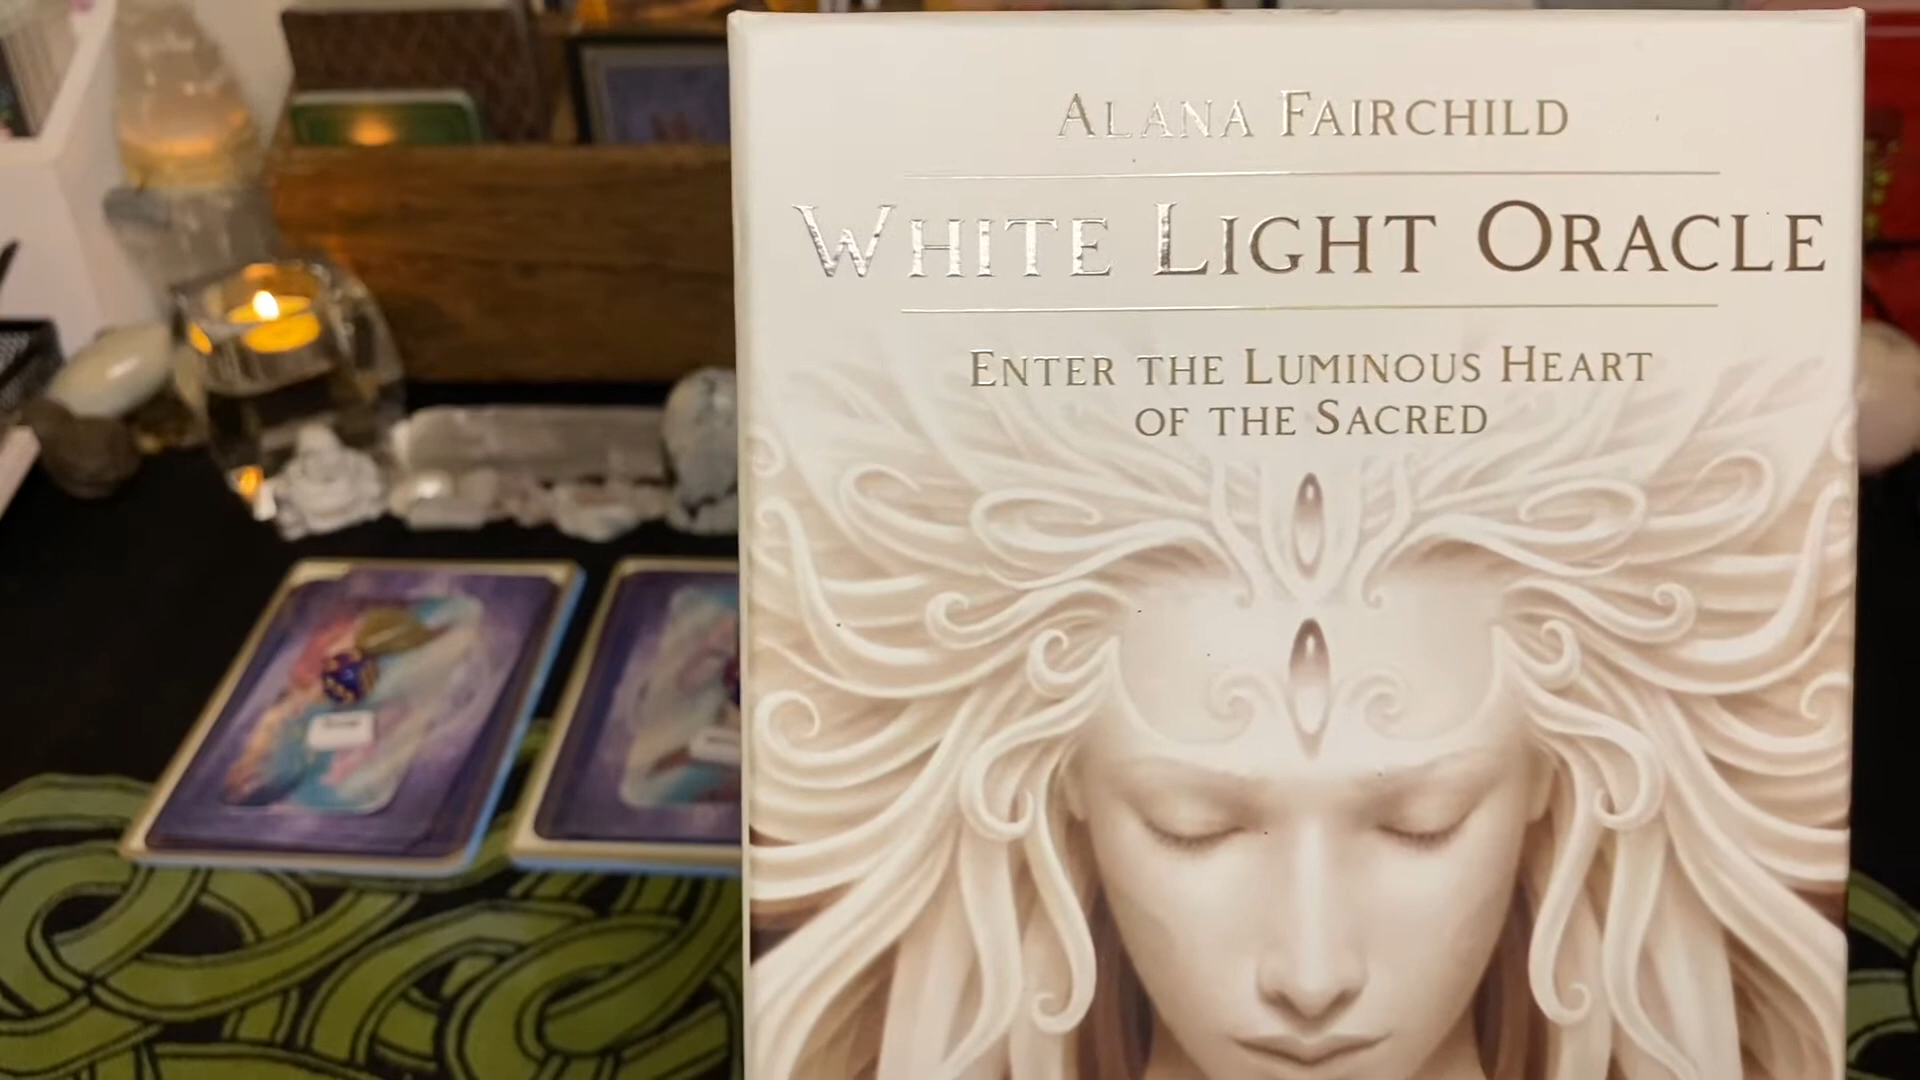 ALANA FAIRCHILD
WHITE LIGHT ORACLE
ENTER THE LUMINOUS HEART
OF THE SACRED